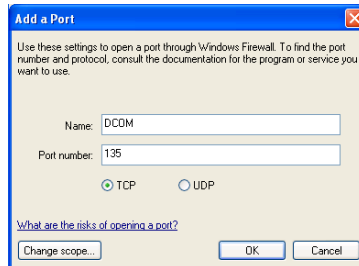 Add a Port
Use these settings to open a port through Windows Firewall. To find the port
number and protocol, consult the documentation for the program or service you
want to use.
Name: DCOM
Port number: 135
TCP UDP
What are the risks of opening a port?
Change scope... OK Cancel